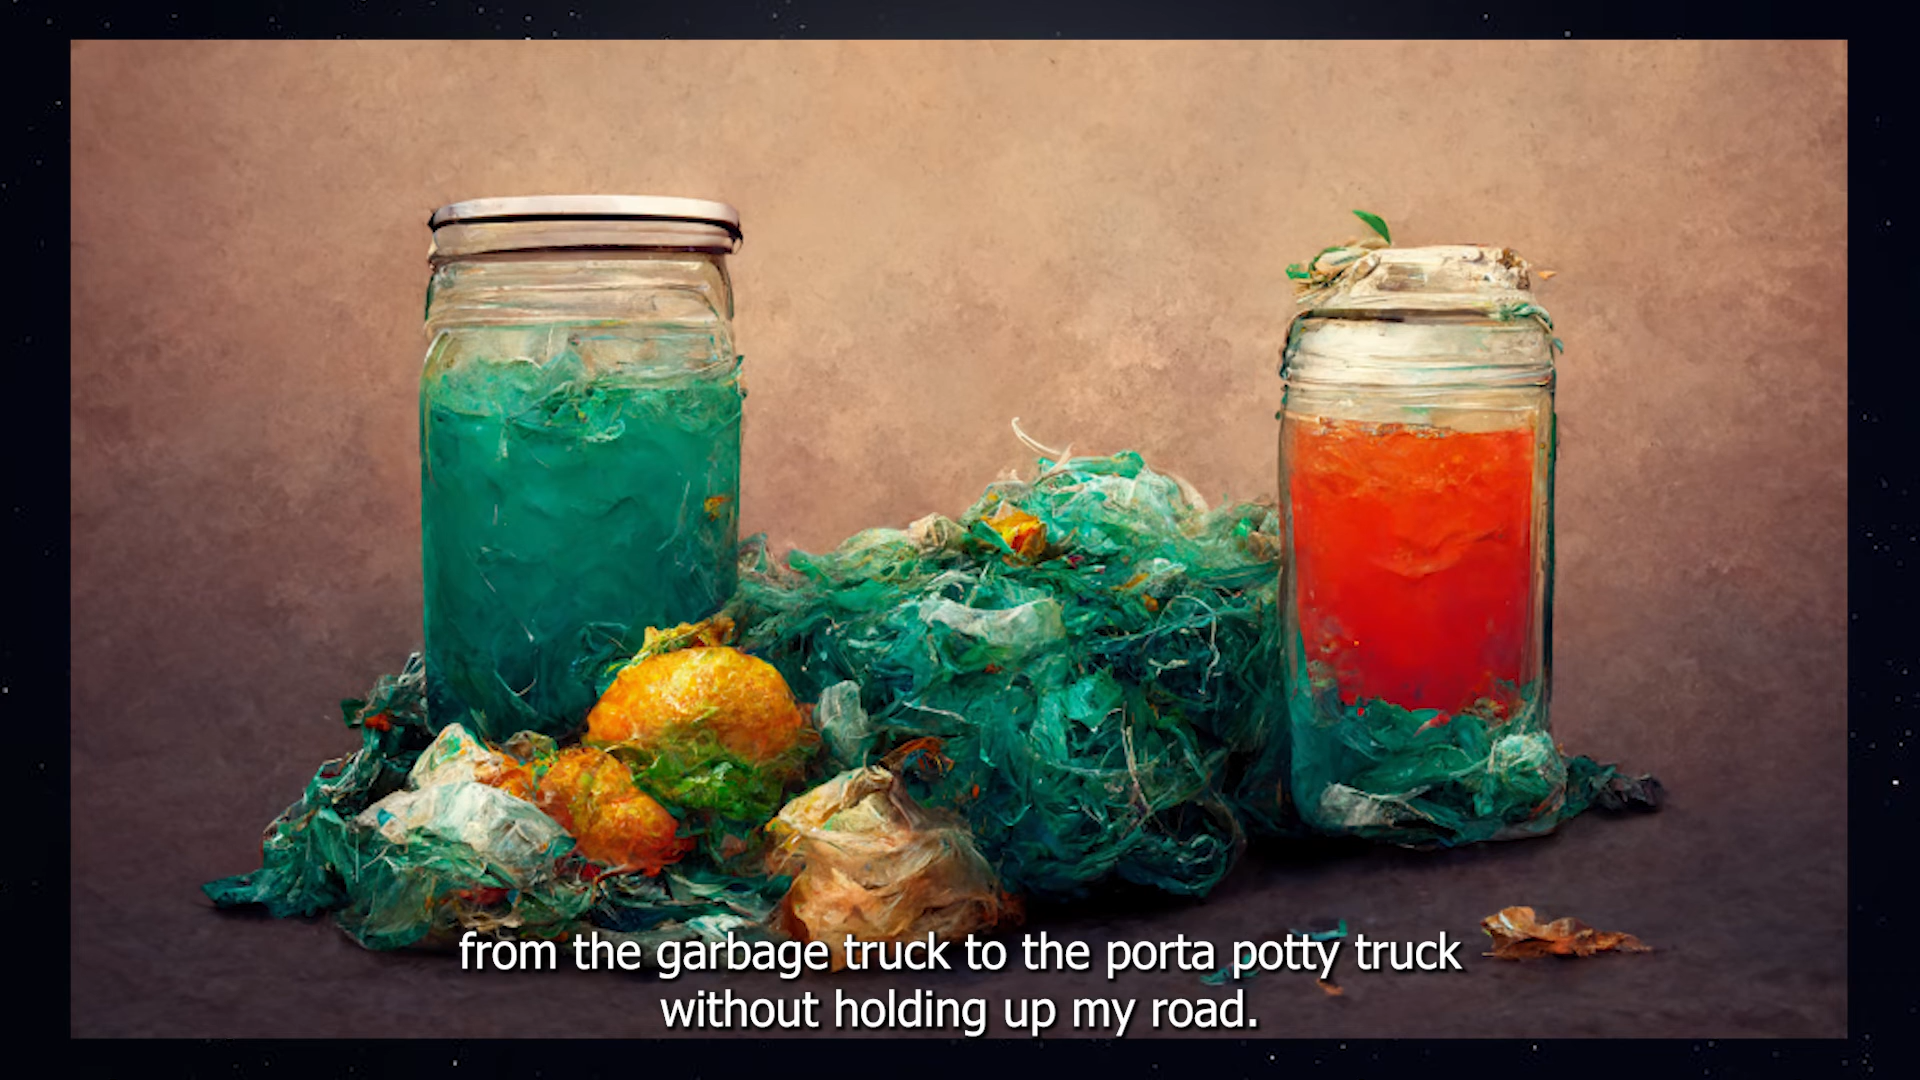 from the garbage truck to the porta potty truck
without holding up my road.